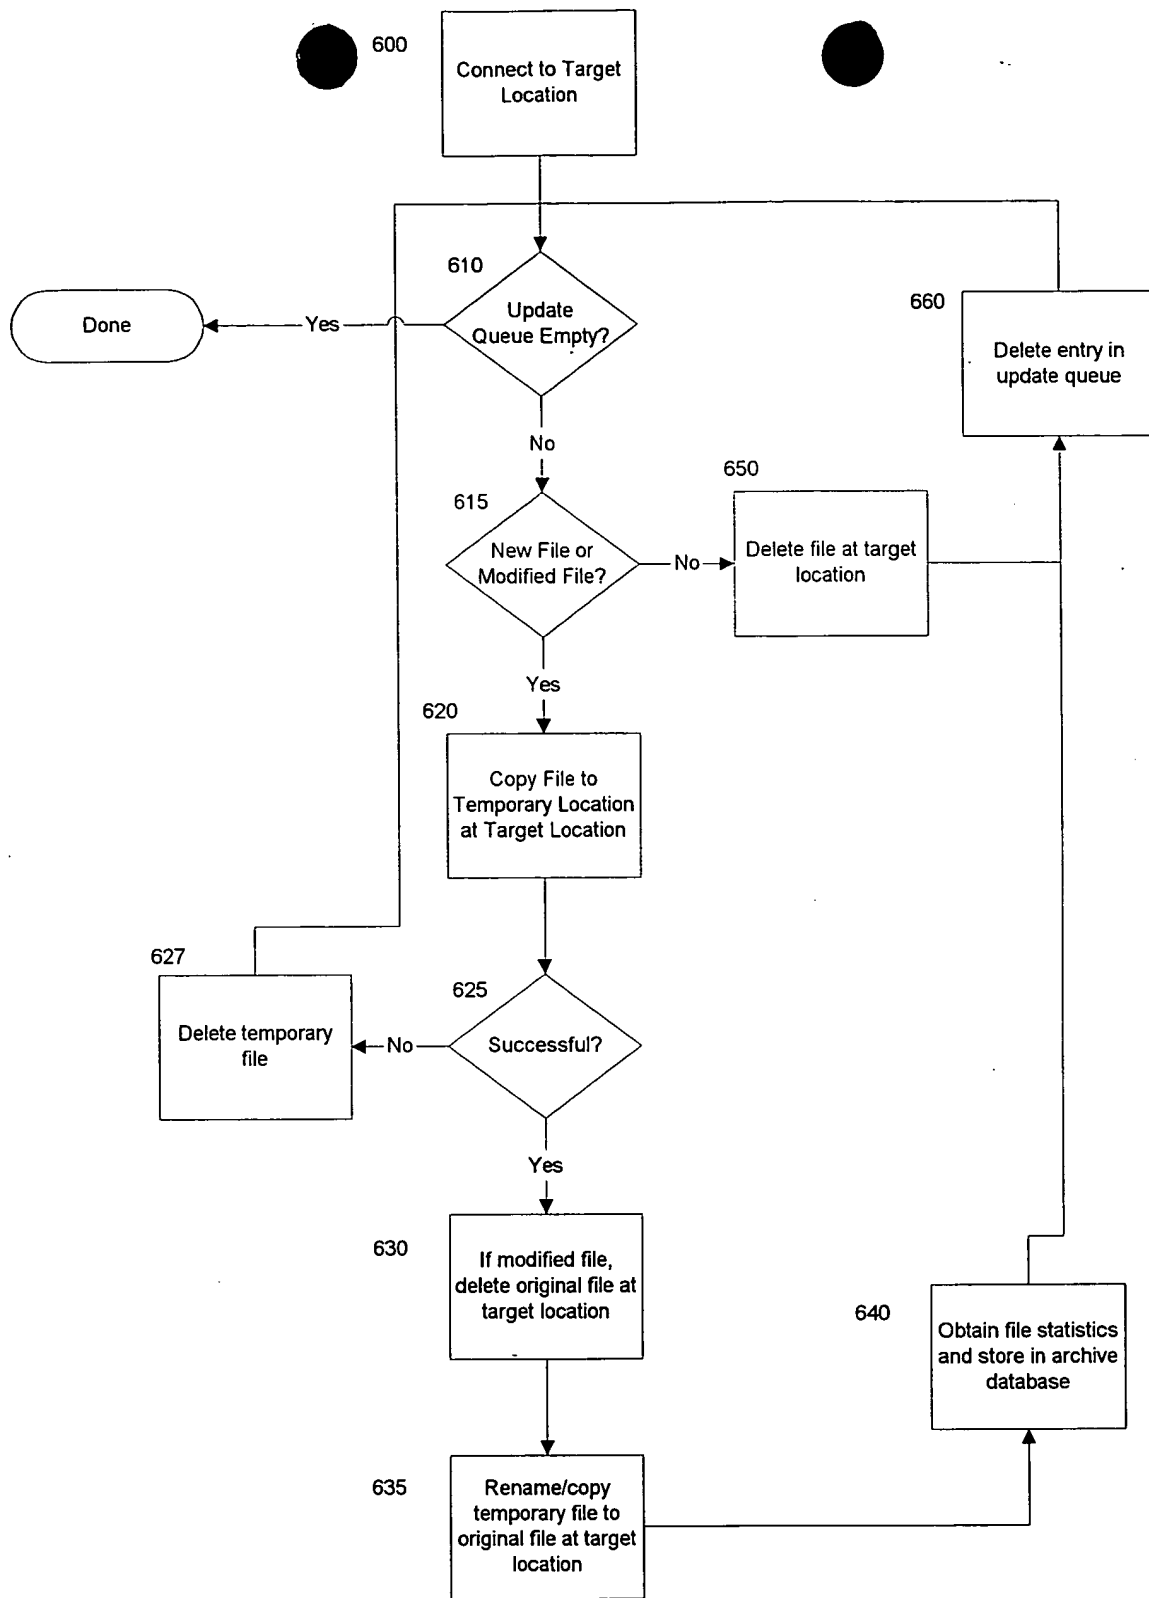 600
Connect to Target
Location
610
Update
Queue Empty?
Yes
Done
660
Delete entry in
update queue
No
615
New File or
Modified File?
No
650
Delete file at target
location
Yes
620
Copy File to
Temporary Location
at Target Location
627
Delete temporary
file
625
Successful?
No
Yes
630
If modified file,
delete original file at
target location
640
Obtain file statistics
and store in archive
database
635
Rename/copy
temporary file to
original file at target
location